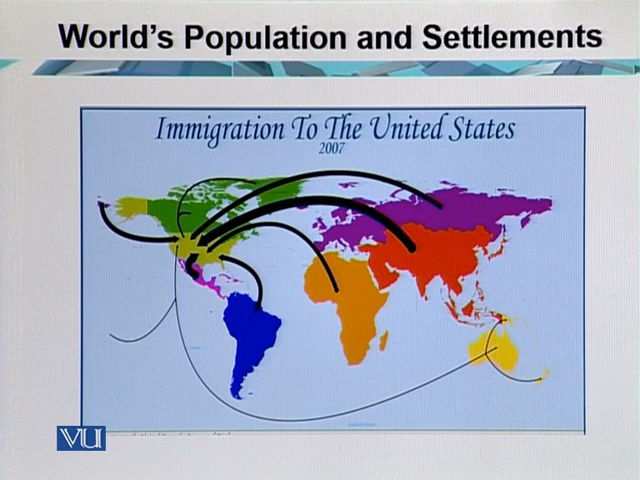 World's Population and Settlements
Immigration To The United States
2007
VU